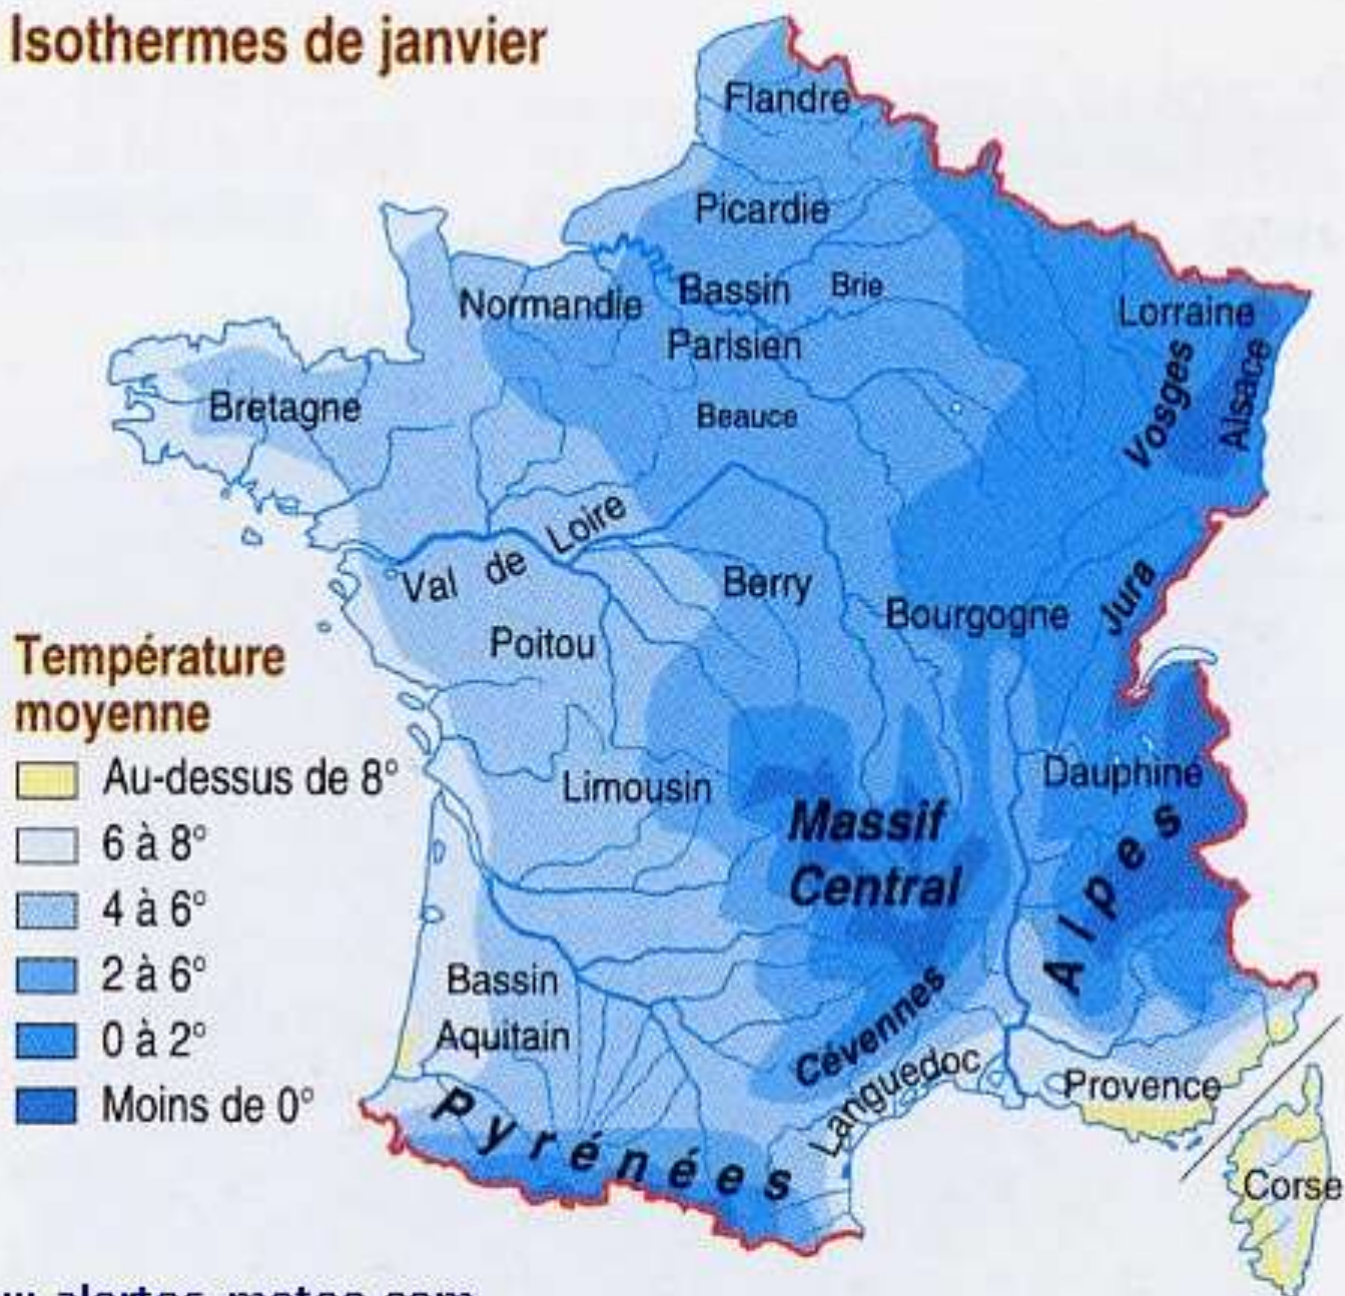 Isothermes de janvier
Flandre
Picardie
Normandie
Bassin
Parisien
Brie
Lorraine
Vosges
Alsace
Bretagne
Beauce
Val de Loire
Berry
Bourgogne
Jura
Poitou
Limousin
Massif
Central
Dauphiné
Alpes
Bassin
Aquitain
Cévennes
Languedoc
Provence
Pyrénées
Corse
Température
moyenne
Au-dessus de 8°
6 à 8°
4 à 6°
2 à 6°
0 à 2°
Moins de 0°